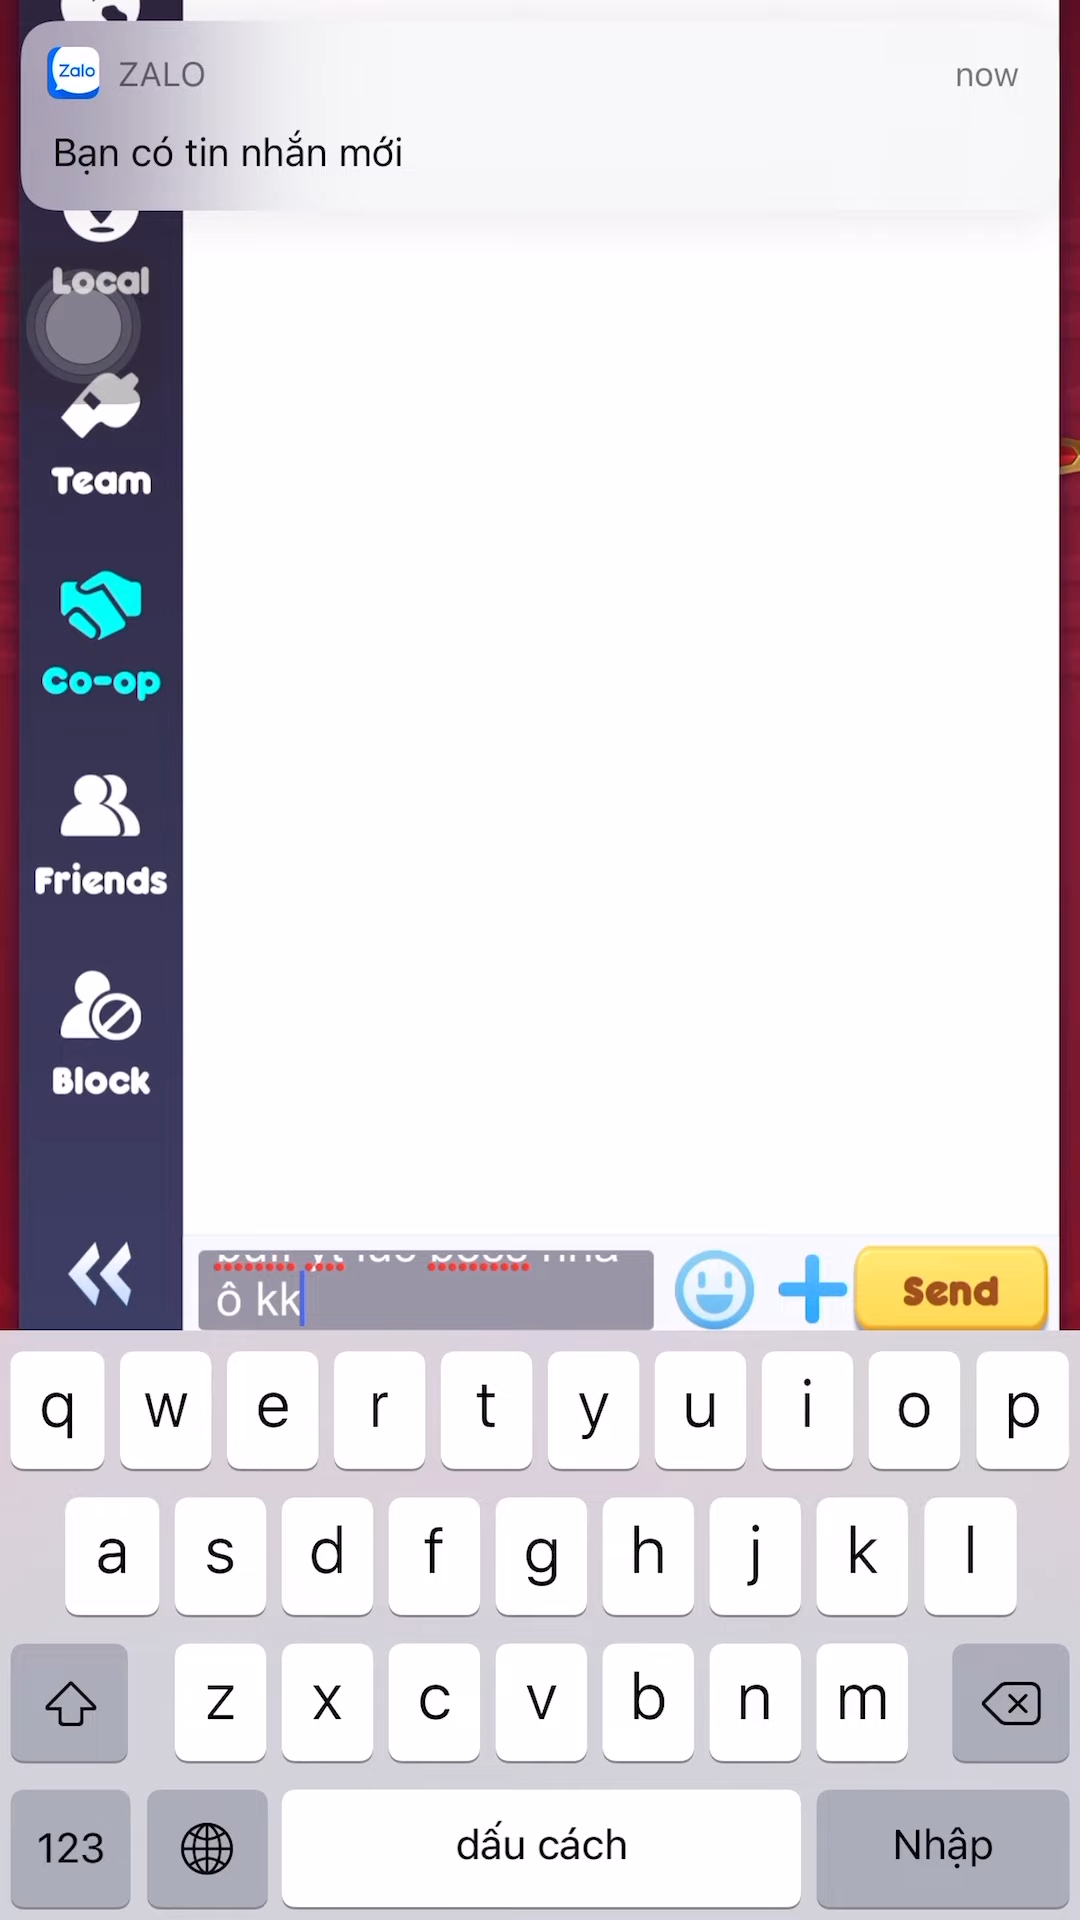 Zalo
ZALO
now
Bạn có tin nhắn mới
Local
Team
Co-op
Friends
Block
ô kk
Send
q w e r t y u i o p
a s d f g h j k l
z x c v b n m
123
dấu cách
Nhập